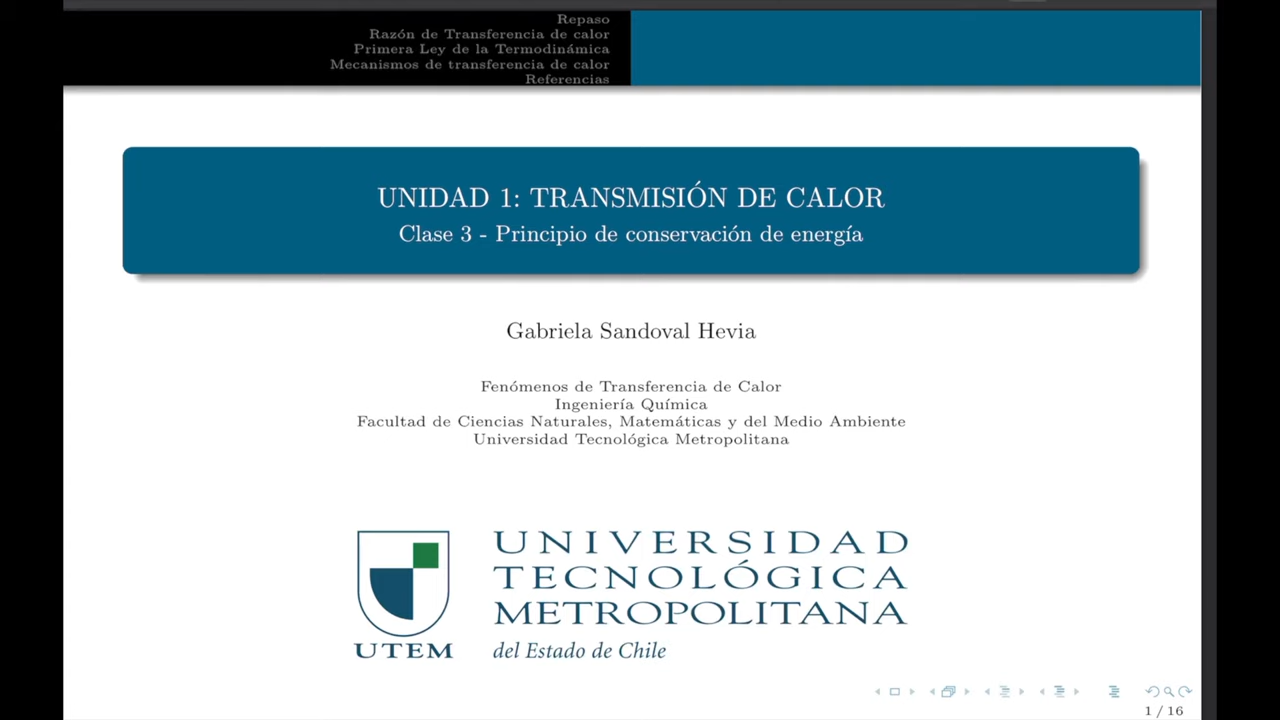 Repaso
Razón de Transferencia de calor
Primera Ley de la Termodinámica
Mecanismos de transferencia de calor
Referencias
UNIDAD 1: TRANSMISIÓN DE CALOR
Clase 3 - Principio de conservación de energía
Gabriela Sandoval Hevia
Fenómenos de Transferencia de Calor
Ingeniería Química
Facultad de Ciencias Naturales, Matemáticas y del Medio Ambiente
Universidad Tecnológica Metropolitana
UNIVERSIDAD
TECNOLÓGICA
METROPOLITANA
del Estado de Chile
UTEM
1 / 16